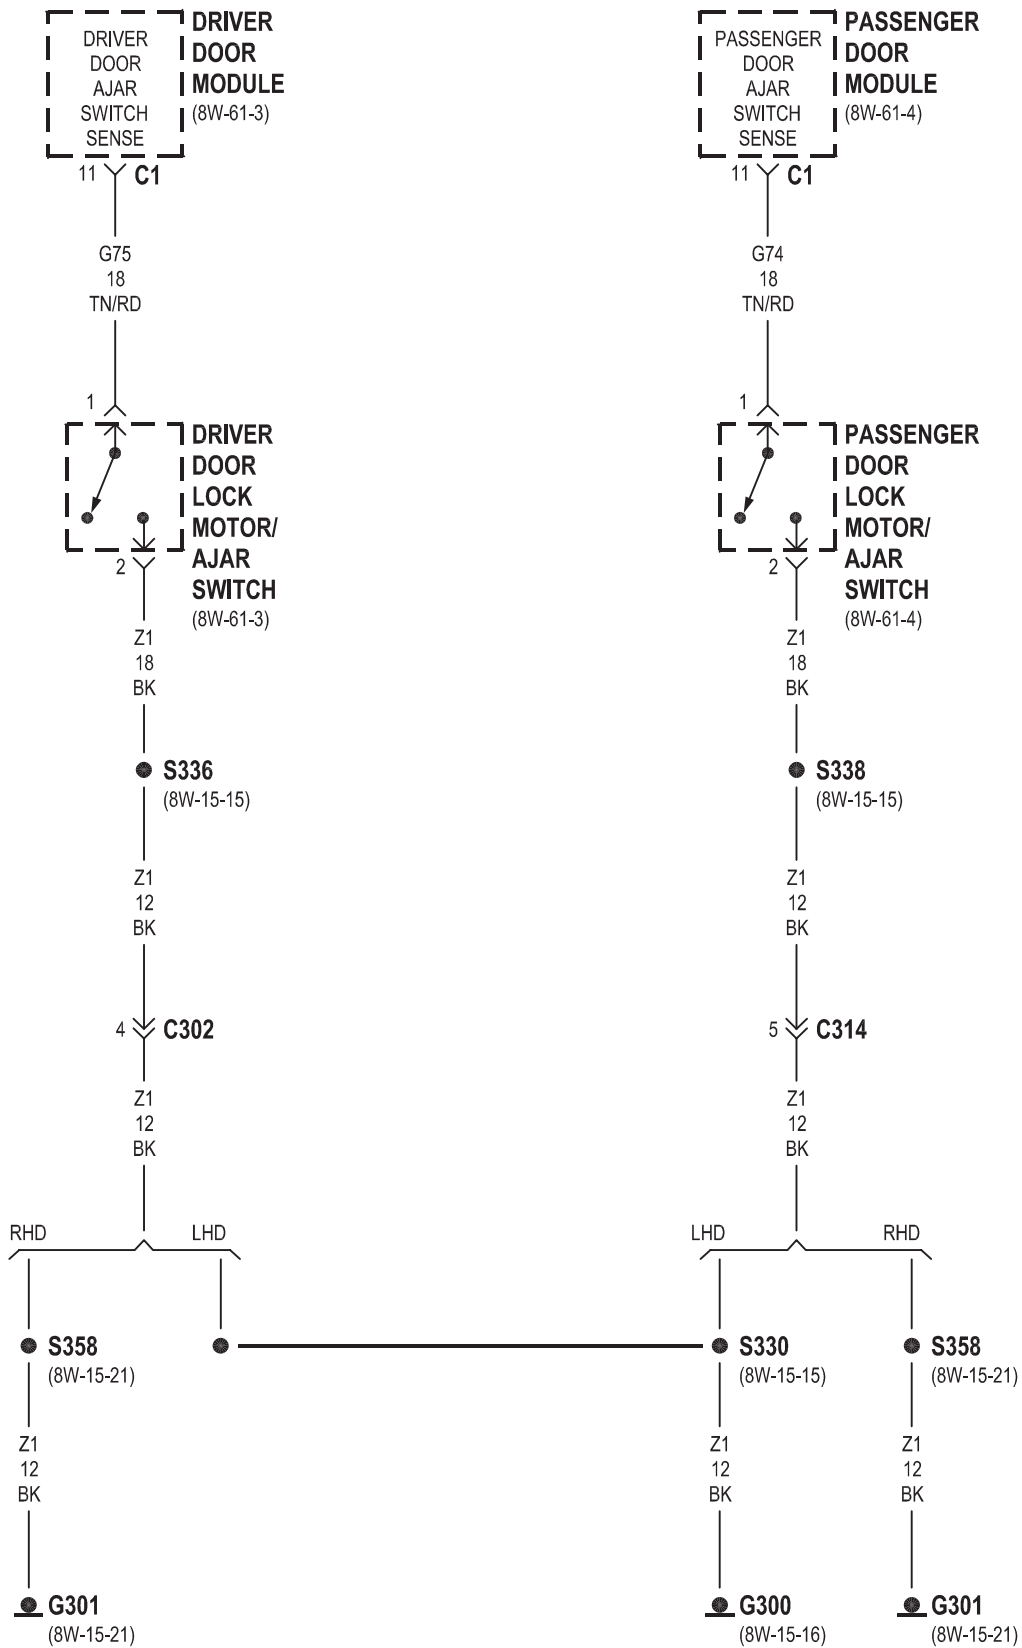 DRIVER
DOOR
AJAR
SWITCH
SENSE
DRIVER
DOOR
MODULE
(8W-61-3)
11
C1
G75
18
TN/RD
1
DRIVER
DOOR
LOCK
MOTOR/
AJAR
SWITCH
(8W-61-3)
2
Z1
18
BK
S336
(8W-15-15)
Z1
12
BK
4
C302
Z1
12
BK
RHD
LHD
S358
(8W-15-21)
Z1
12
BK
G301
(8W-15-21)
PASSENGER
DOOR
AJAR
SWITCH
SENSE
PASSENGER
DOOR
MODULE
(8W-61-4)
11
C1
G74
18
TN/RD
1
PASSENGER
DOOR
LOCK
MOTOR/
AJAR
SWITCH
(8W-61-4)
2
Z1
18
BK
S338
(8W-15-15)
Z1
12
BK
5
C314
Z1
12
BK
LHD
RHD
S330
(8W-15-15)
Z1
12
BK
G300
(8W-15-16)
S358
(8W-15-21)
Z1
12
BK
G301
(8W-15-21)